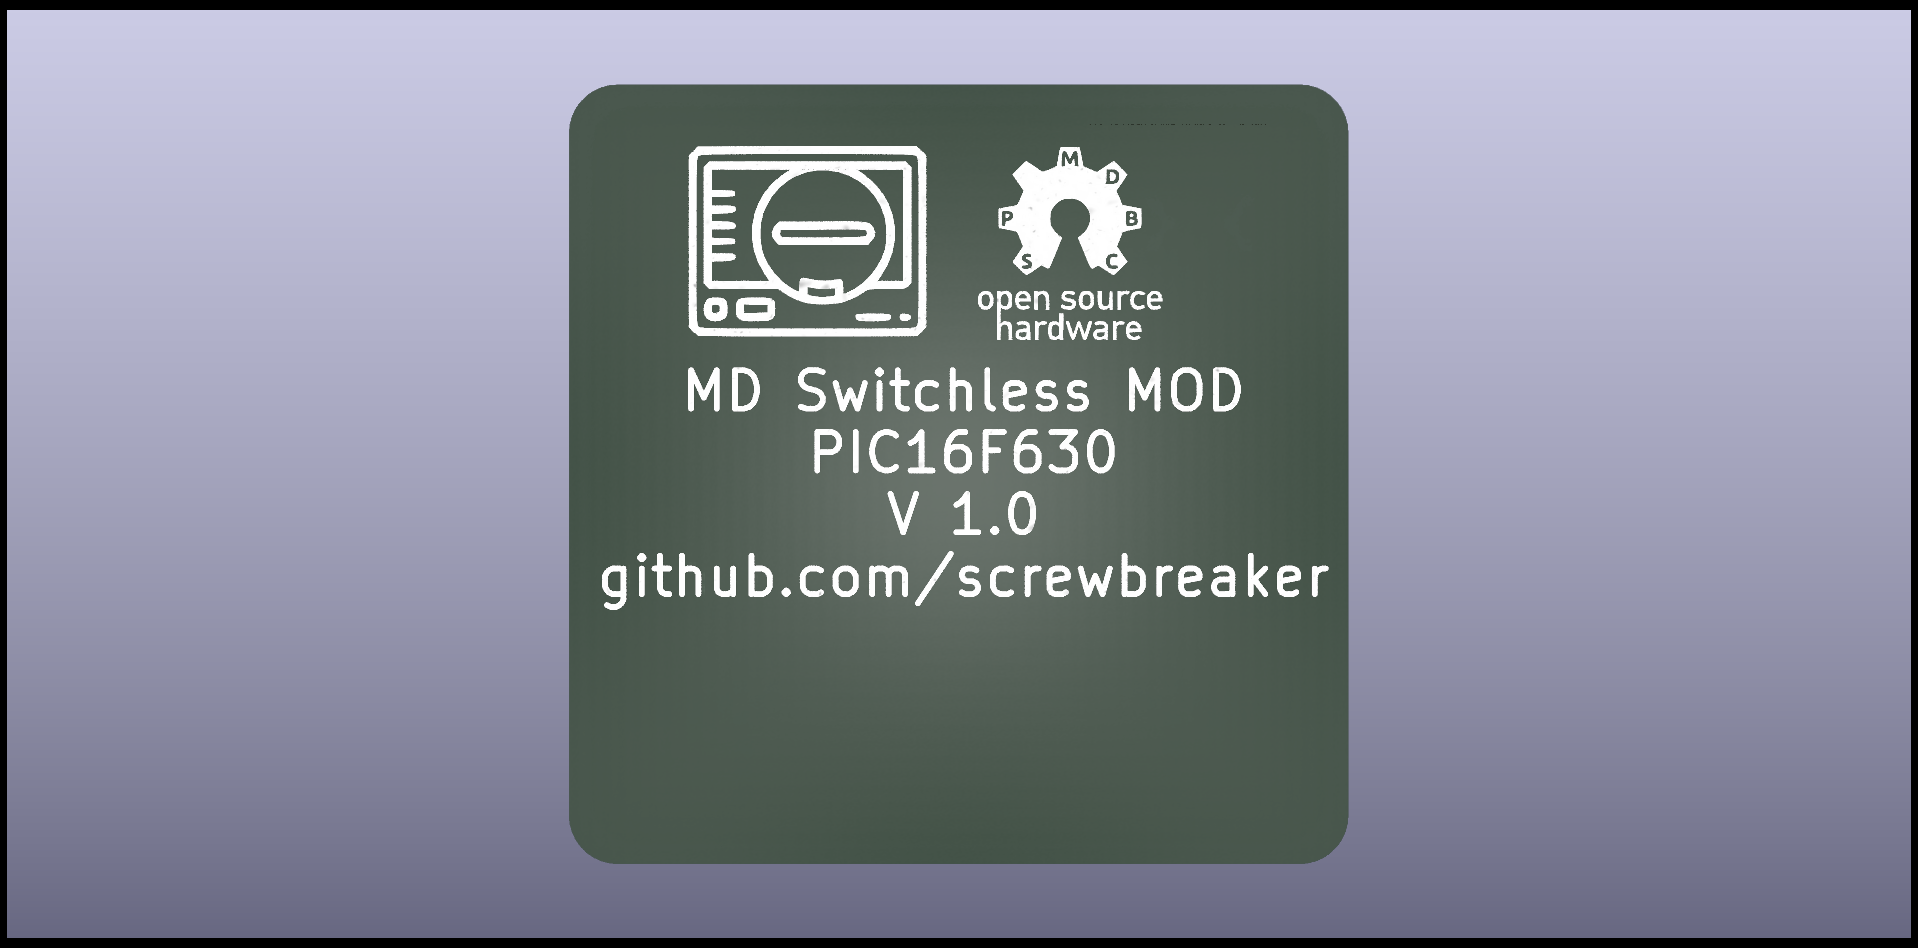 M
D
P
B
S
C
open source
hardware
MD Switchless MOD
PIC16F630
V 1.0
github.com/screwbreaker